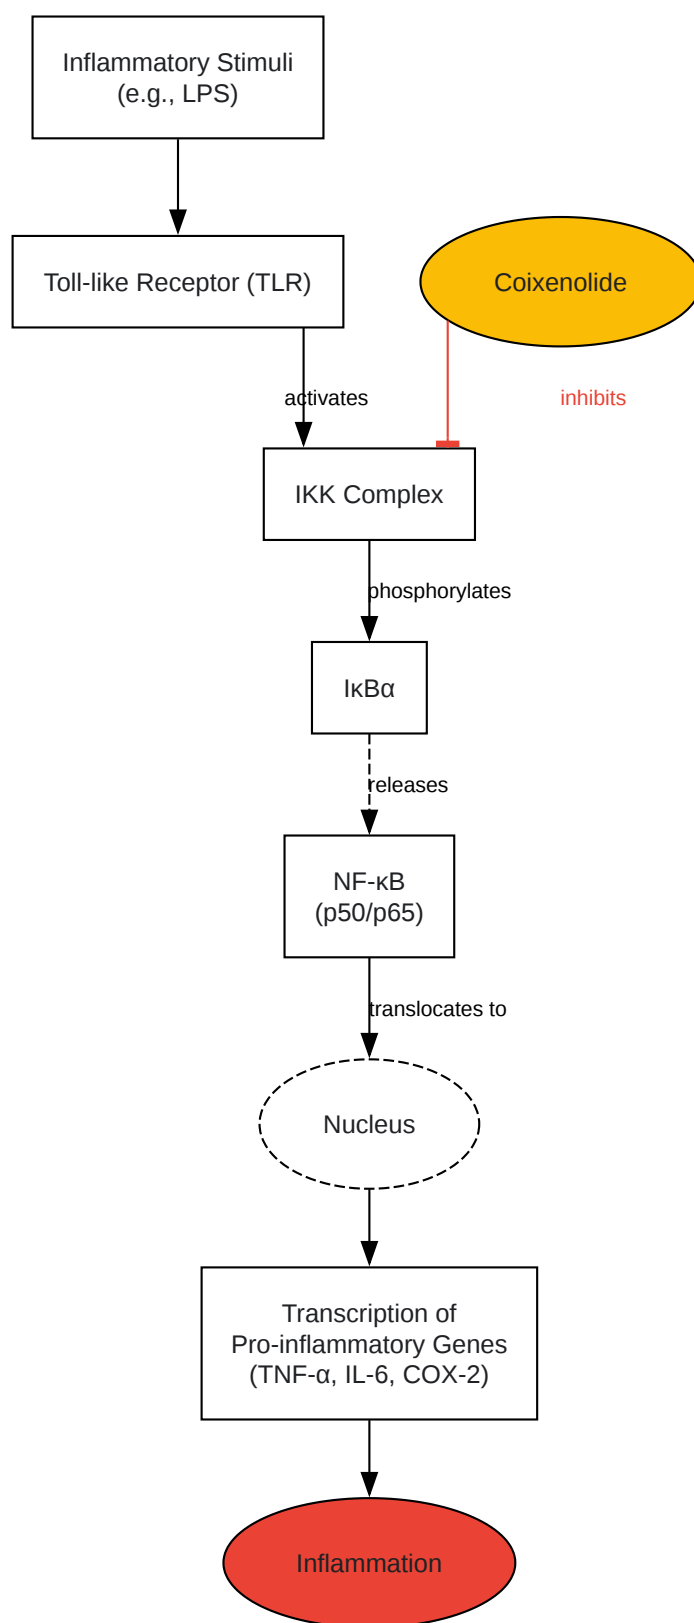 Inflammatory Stimuli
(e.g., LPS)
Toll-like Receptor (TLR)
Coixenolide
activates
inhibits
IKK Complex
phosphorylates
IκBα
releases
NF-κB
(p50/p65)
translocates to
Nucleus
Transcription of
Pro-inflammatory Genes
(TNF-α, IL-6, COX-2)
Inflammation